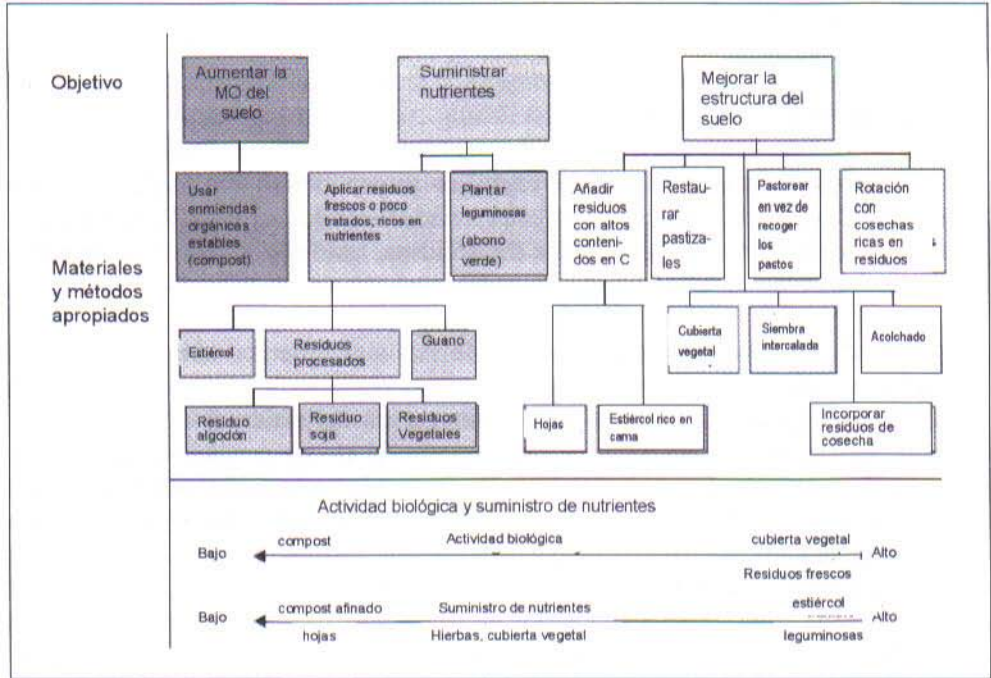 Objetivo
Aumentar la
MO del
suelo
Suministrar
nutrientes
Mejorar la
estructura del
suelo
Materiales
y métodos
apropiados
Usar
enmiendas
orgánicas
estables
(compost)
Aplicar residuos
frescos o poco
tratados, ricos en
nutrientes
Plantar
leguminosas
(abono
verde)
Añadir
residuos
con altos
conteni-
dos en C
Restau-
rar
pastiza-
les
Pastorear
en vez de
recoger
los
pastos
Rotación
con
cosechas
ricas en
residuos
Estiércol
Residuos
procesados
Guano
Cubierta
vegetal
Siembra
intercalada
Acolchado
Residuo
algodón
Residuo
soja
Residuos
Vegetales
Hojas
Estiércol rico en
cama
Incorporar
residuos de
cosecha
Actividad biológica y suministro de nutrientes
Bajo
compost
Actividad biológica
cubierta vegetal
Alto
Residuos frescos
Bajo
compost afinado
Suministro de nutrientes
estiércol
Alto
hojas
Hierbas, cubierta vegetal
leguminosas